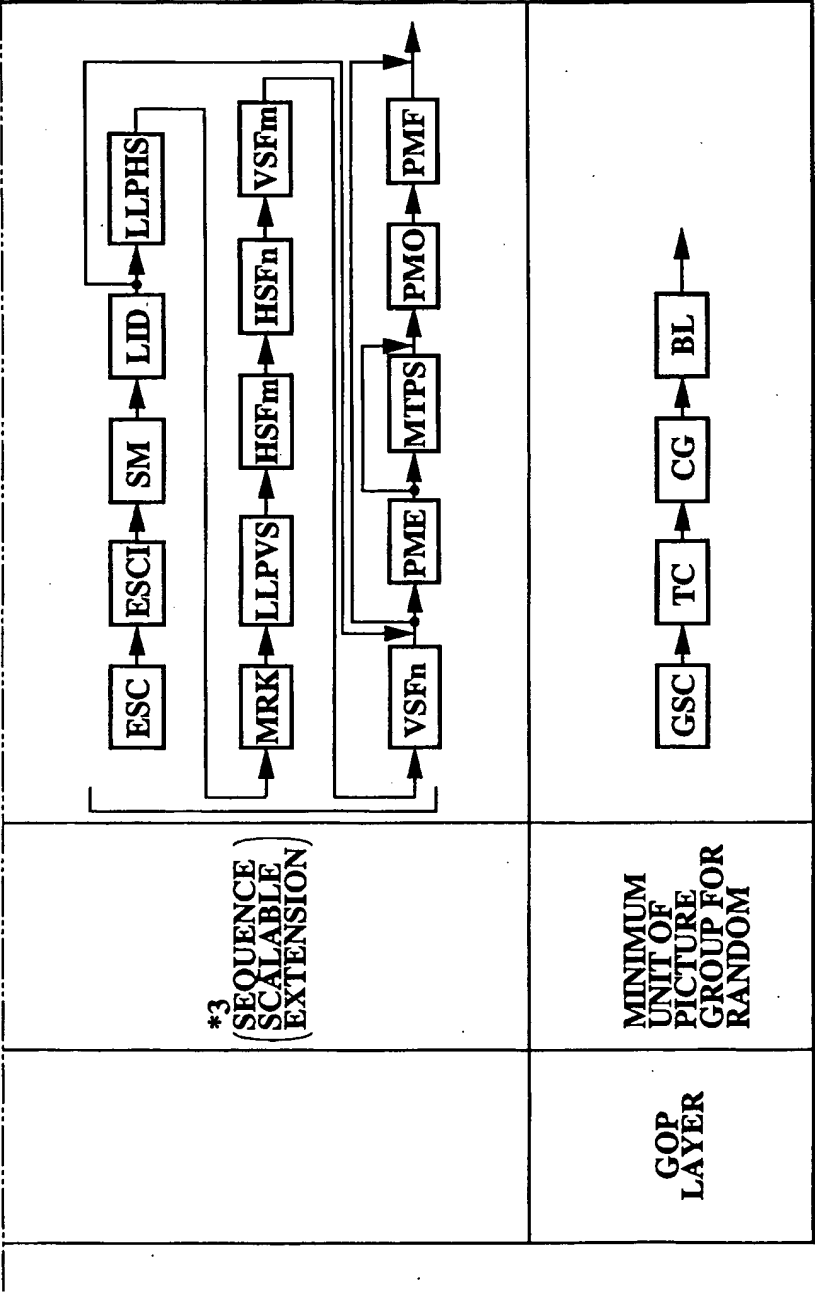 *3
(SEQUENCE
SCALABLE
EXTENSION)
ESC ESCI SM LID LLPHS
MRK LLPVS HSFm HSFn VSFm
VSFn PME MTPS PMO PMF
GOP
LAYER
MINIMUM
UNIT OF
PICTURE
GROUP FOR
RANDOM
GSC TC CG BL